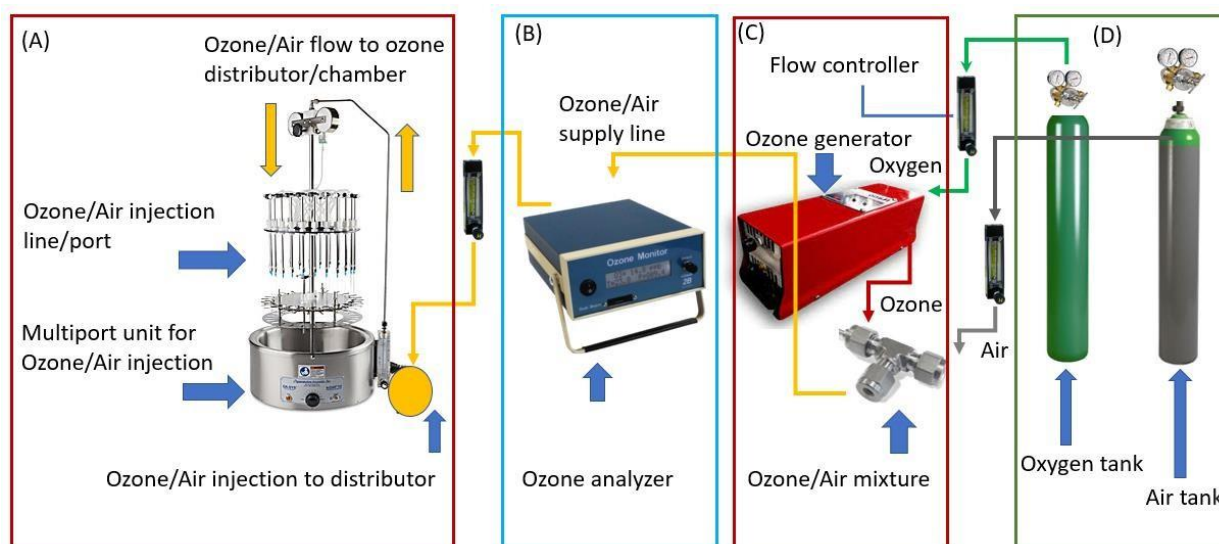 (A)
Ozone/Air flow to ozone
distributor/chamber
Ozone/Air injection
line/port
Multiport unit for
Ozone/Air injection
Ozone/Air injection to distributor
(B)
Ozone/Air
supply line
Ozone Monitor
2B
Ozone analyzer
(C)
Flow controller
Ozone generator
Oxygen
Ozone
Air
Ozone/Air mixture
(D)
Oxygen tank
Air tank